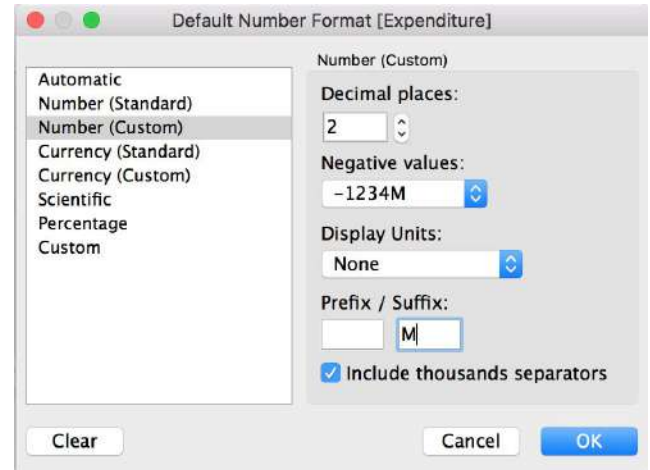 Default Number Format [Expenditure]
Automatic
Number (Standard)
Number (Custom)
Currency (Standard)
Currency (Custom)
Scientific
Percentage
Custom
Number (Custom)
Decimal places:
2
Negative values:
-1234M
Display Units:
None
Prefix / Suffix:
M
Include thousands separators
Clear
Cancel
OK